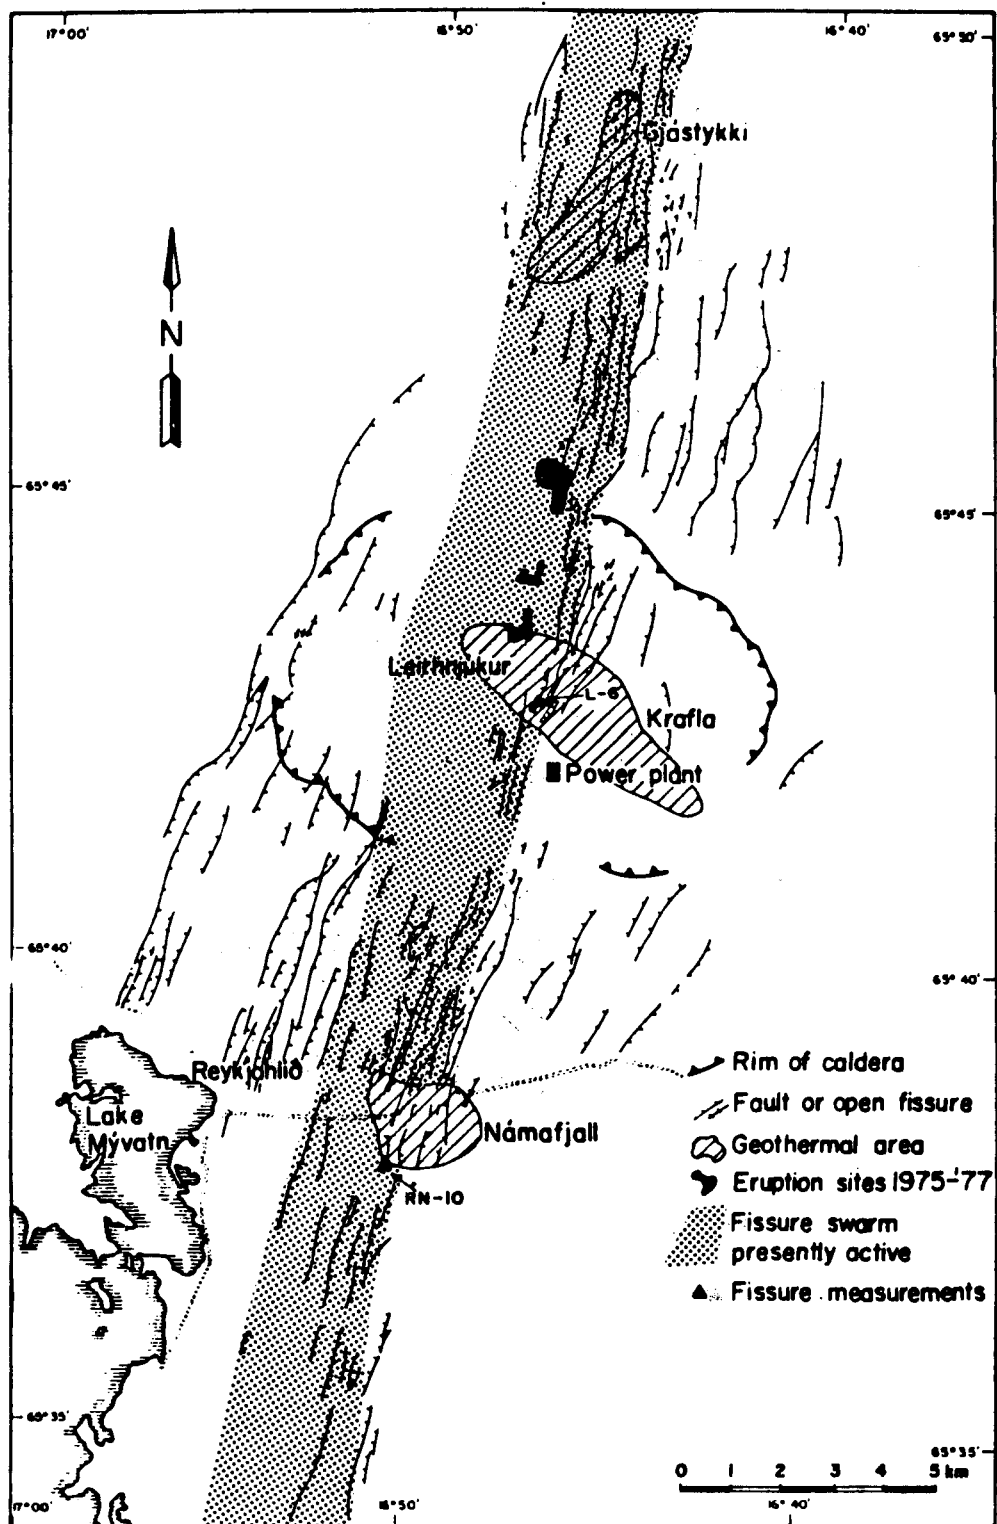 17°00'
16°50'
16°40'
65°50'
Gjástykki
N
65°45'
65°45'
Leirhnjúkur
L-6
Krafla
Power plant
65°40'
65°40'
Reykjahlíð
Lake
Mývatn
Námafjall
RN-10
Rim of caldera
Fault or open fissure
Geothermal area
Eruption sites 1975-'77
Fissure swarm
presently active
Fissure measurements
65°35'
65°35'
0 1 2 3 4 5 km
17°00'
16°50'
16°40'